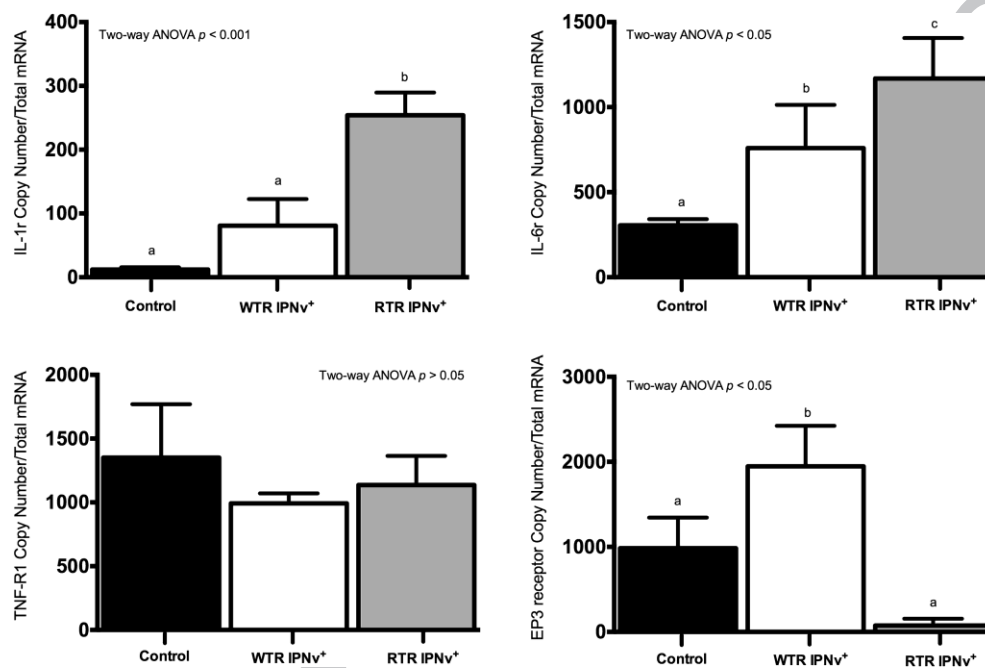 IL-1r Copy Number/Total mRNA
400
300
200
100
0
Two-way ANOVA p < 0.001
a
a
b
Control
WTR IPNv+
RTR IPNv+
IL-6r Copy Number/Total mRNA
1500
1000
500
0
Two-way ANOVA p < 0.05
a
b
c
Control
WTR IPNv+
RTR IPNv+
TNF-R1 Copy Number/Total mRNA
2000
1500
1000
500
0
Two-way ANOVA p > 0.05
Control
WTR IPNv+
RTR IPNv+
EP3 receptor Copy Number/Total mRNA
3000
2000
1000
0
Two-way ANOVA p < 0.05
a
b
a
Control
WTR IPNv+
RTR IPNv+